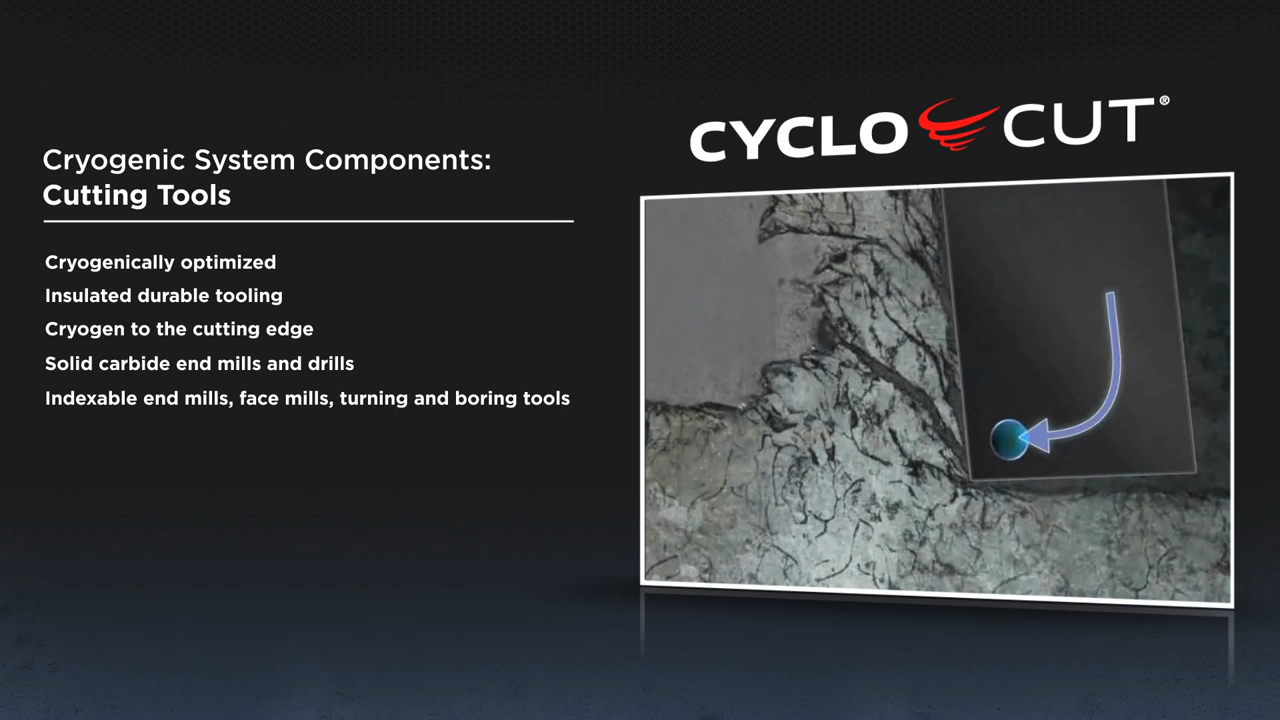 CYCLO CUT®
Cryogenic System Components:
Cutting Tools
Cryogenically optimized
Insulated durable tooling
Cryogen to the cutting edge
Solid carbide end mills and drills
Indexable end mills, face mills, turning and boring tools